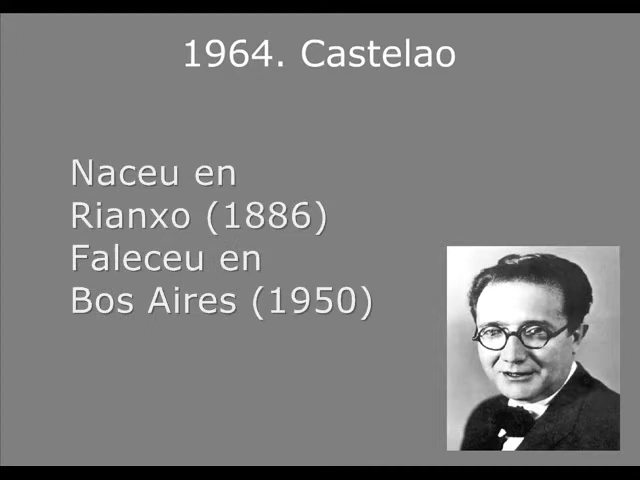 1964. Castelao
Naceu en
Rianxo (1886)
Faleceu en
Bos Aires (1950)